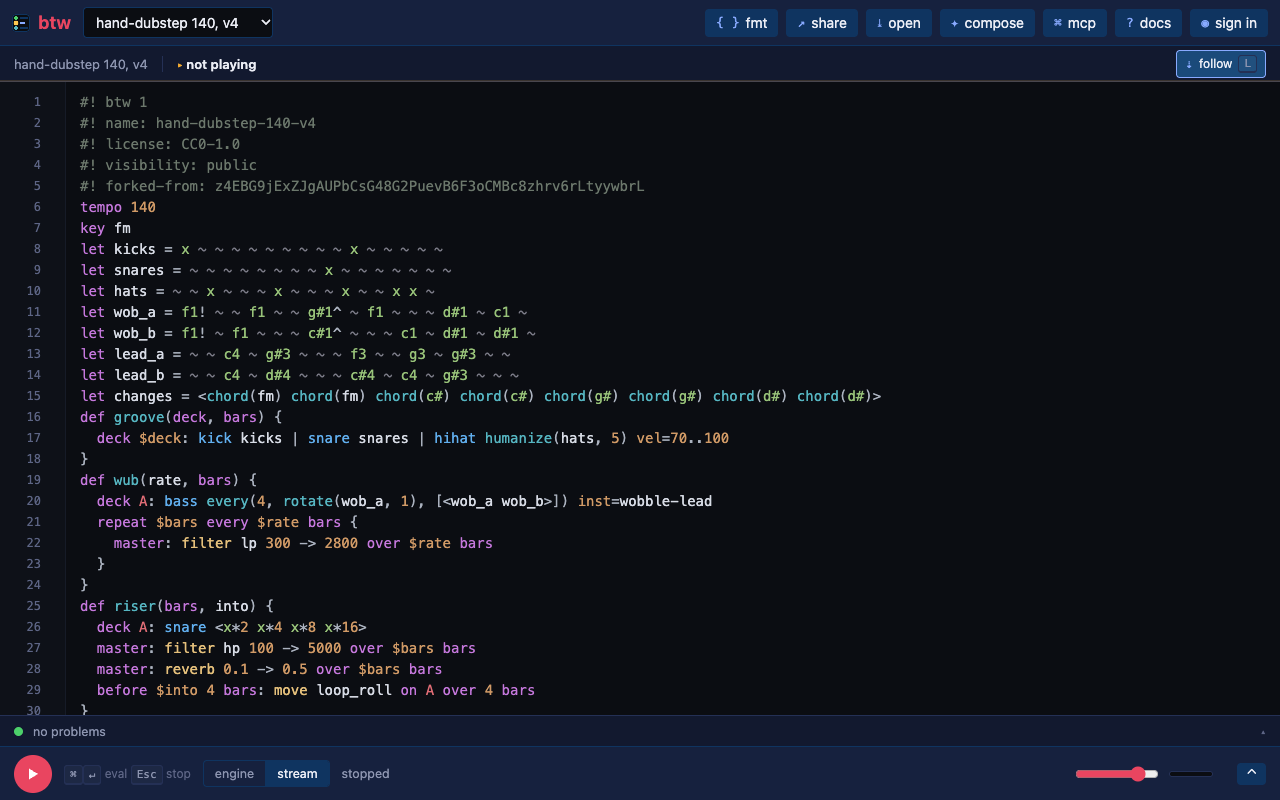 btw hand-dubstep 140, v4 { } fmt ↗ share ↓ open ✦ compose ⌘ mcp ? docs ● sign in
hand-dubstep 140, v4 ▸ not playing ↓ follow L
1 #! btw 1
2 #! name: hand-dubstep-140-v4
3 #! license: CC0-1.0
4 #! visibility: public
5 #! forked-from: z4EBG9jExZJgAUPbCsG48G2PuevB6F3oCMBc8zhrv6rLtyywbrL
6 tempo 140
7 key fm
8 let kicks = x ~ ~ ~ ~ ~ ~ ~ ~ ~ x ~ ~ ~ ~ ~
9 let snares = ~ ~ ~ ~ ~ ~ ~ ~ x ~ ~ ~ ~ ~ ~ ~
10 let hats = ~ ~ x ~ ~ ~ x ~ ~ ~ x ~ ~ x x ~
11 let wob_a = f1! ~ ~ f1 ~ ~ g#1^ ~ f1 ~ ~ ~ d#1 ~ c1 ~
12 let wob_b = f1! ~ f1 ~ ~ ~ c#1^ ~ ~ ~ c1 ~ d#1 ~ d#1 ~
13 let lead_a = ~ ~ c4 ~ g#3 ~ ~ ~ f3 ~ ~ g3 ~ g#3 ~ ~
14 let lead_b = ~ ~ c4 ~ d#4 ~ ~ ~ c#4 ~ c4 ~ g#3 ~ ~ ~
15 let changes = <chord(fm) chord(fm) chord(c#) chord(c#) chord(g#) chord(g#) chord(d#) chord(d#)>
16 def groove(deck, bars) {
17   deck $deck: kick kicks | snare snares | hihat humanize(hats, 5) vel=70..100
18 }
19 def wub(rate, bars) {
20   deck A: bass every(4, rotate(wob_a, 1), [<wob_a wob_b>]) inst=wobble-lead
21   repeat $bars every $rate bars {
22     master: filter lp 300 -> 2800 over $rate bars
23   }
24 }
25 def riser(bars, into) {
26   deck A: snare <x*2 x*4 x*8 x*16>
27   master: filter hp 100 -> 5000 over $bars bars
28   master: reverb 0.1 -> 0.5 over $bars bars
29   before $into 4 bars: move loop_roll on A over 4 bars
30 }
no problems
⌘ ↵ eval Esc stop engine stream stopped